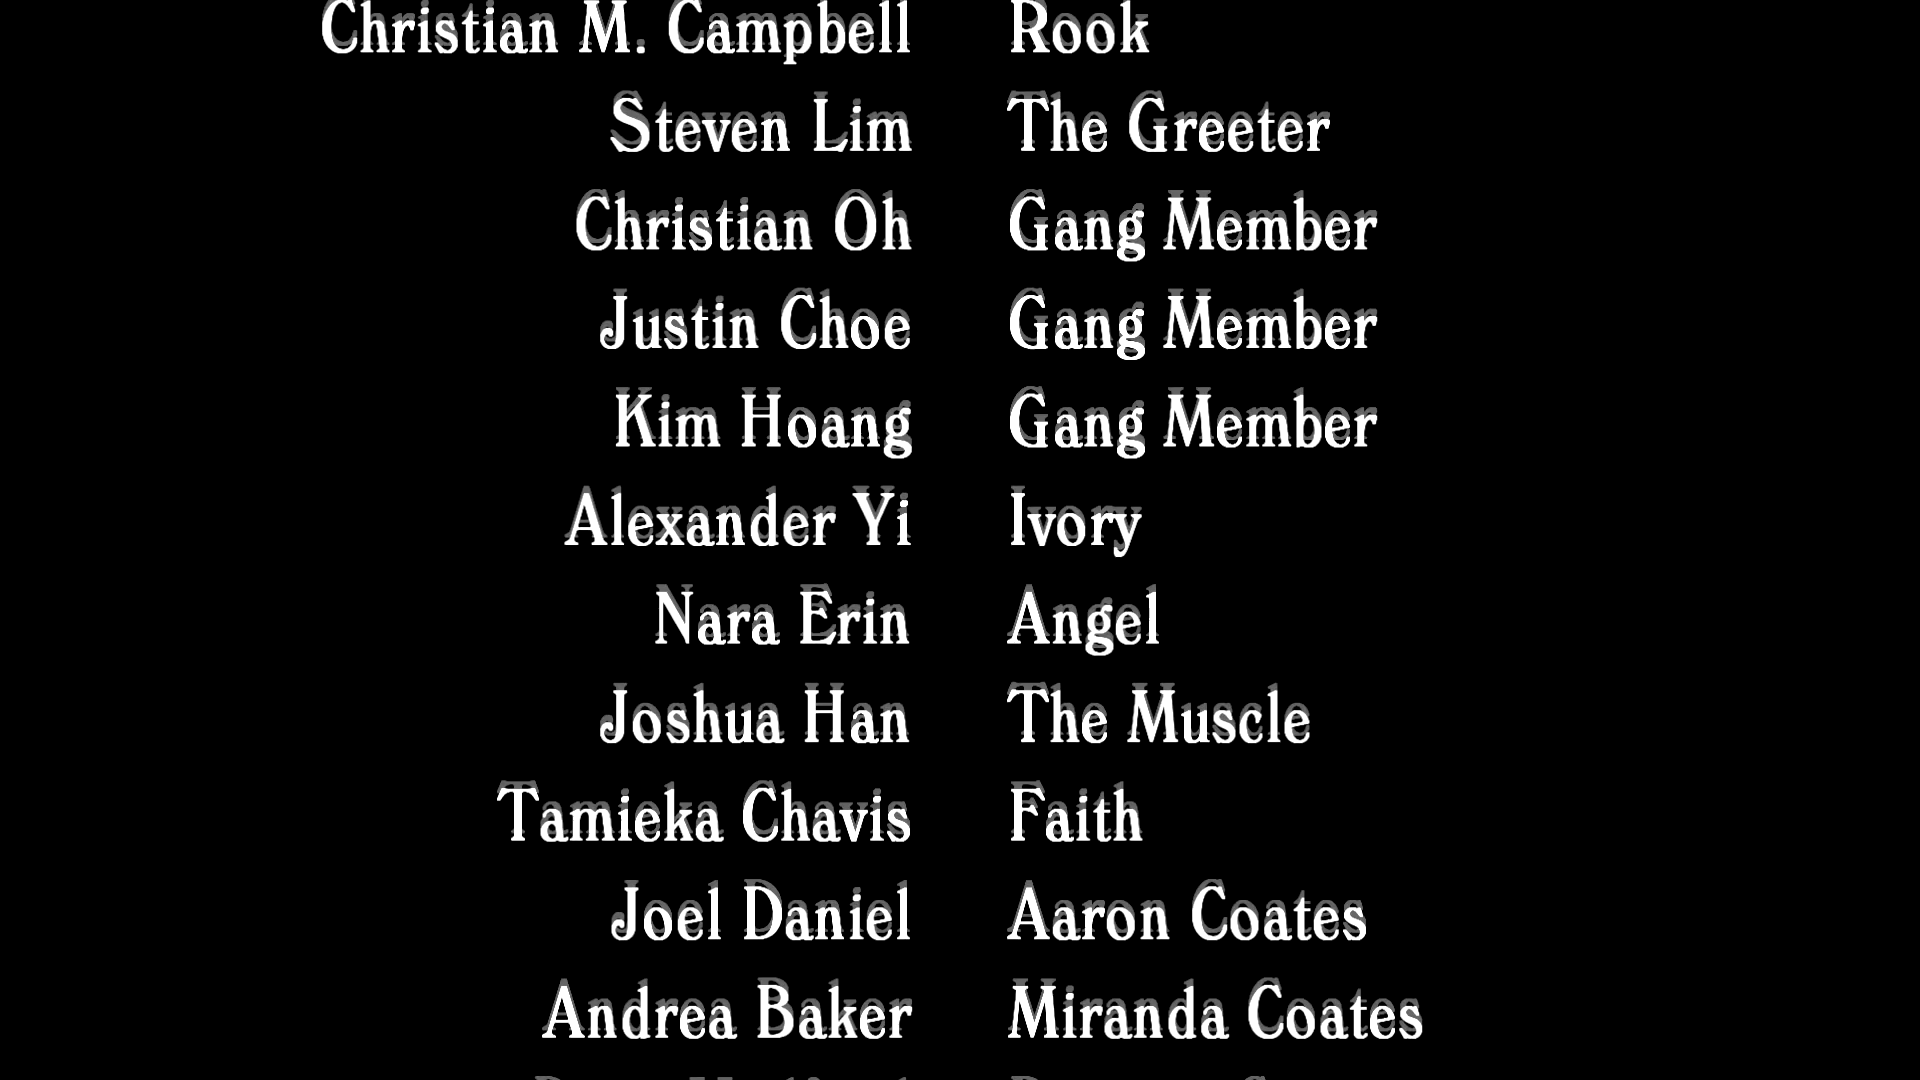 Christian M. Campbell Rook
Steven Lim The Greeter
Christian Oh Gang Member
Justin Choe Gang Member
Kim Hoang Gang Member
Alexander Yi Ivory
Nara Erin Angel
Joshua Han The Muscle
Tamieka Chavis Faith
Joel Daniel Aaron Coates
Andrea Baker Miranda Coates